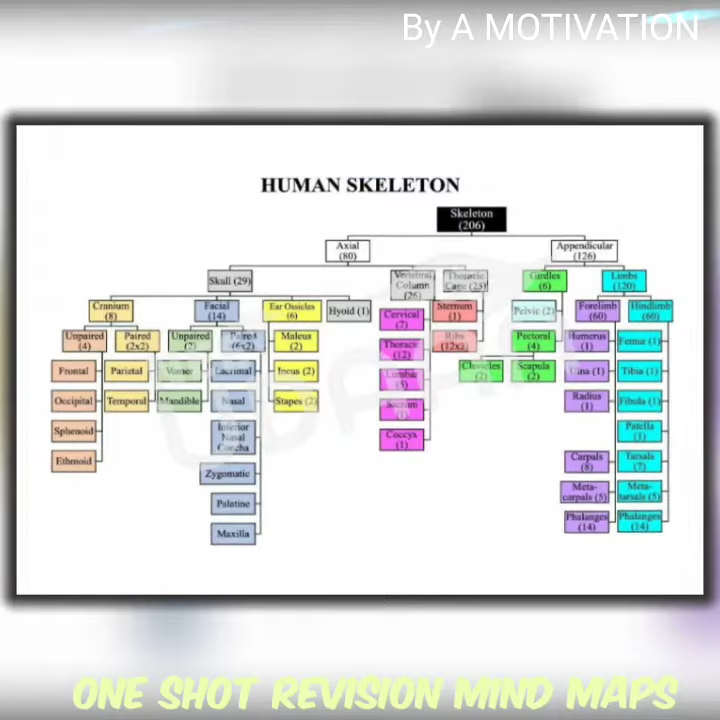 By A MOTIVATION
HUMAN SKELETON
Skeleton
(206)
Axial
(80)
Appendicular
(126)
Skull (29)
Vertebral
Column
(26)
Thoracic
Cage (25)
Girdles
(6)
Limbs
(120)
Cranium
(8)
Facial
(14)
Ear Ossicles
(6)
Hyoid (1)
Cervical
(7)
Sternum
(1)
Pelvic (2)
Forelimb
(60)
Hindlimb
(60)
Unpaired
(4)
Paired
(2x2)
Unpaired
(2)
Paired
(6x2)
Maleus
(2)
Thoracic
(12)
Ribs
(12x2)
Pectoral
(4)
Humerus
(1)
Femur (1)
Frontal
Parietal
Vomer
Lacrimal
Incus (2)
Lumbar
(5)
Clavicles
(2)
Scapula
(2)
Ulna (1)
Tibia (1)
Occipital
Temporal
Mandible
Nasal
Stapes (2)
Sacrum
(1)
Radius
(1)
Fibula (1)
Sphenoid
Inferior
Nasal
Concha
Coccyx
(1)
Patella
(1)
Ethmoid
Zygomatic
Carpals
(8)
Tarsals
(7)
Palatine
Meta-
carpals (5)
Meta-
tarsals (5)
Maxilla
Phalanges
(14)
Phalenges
(14)
ONE SHOT REVISION MIND MAPS